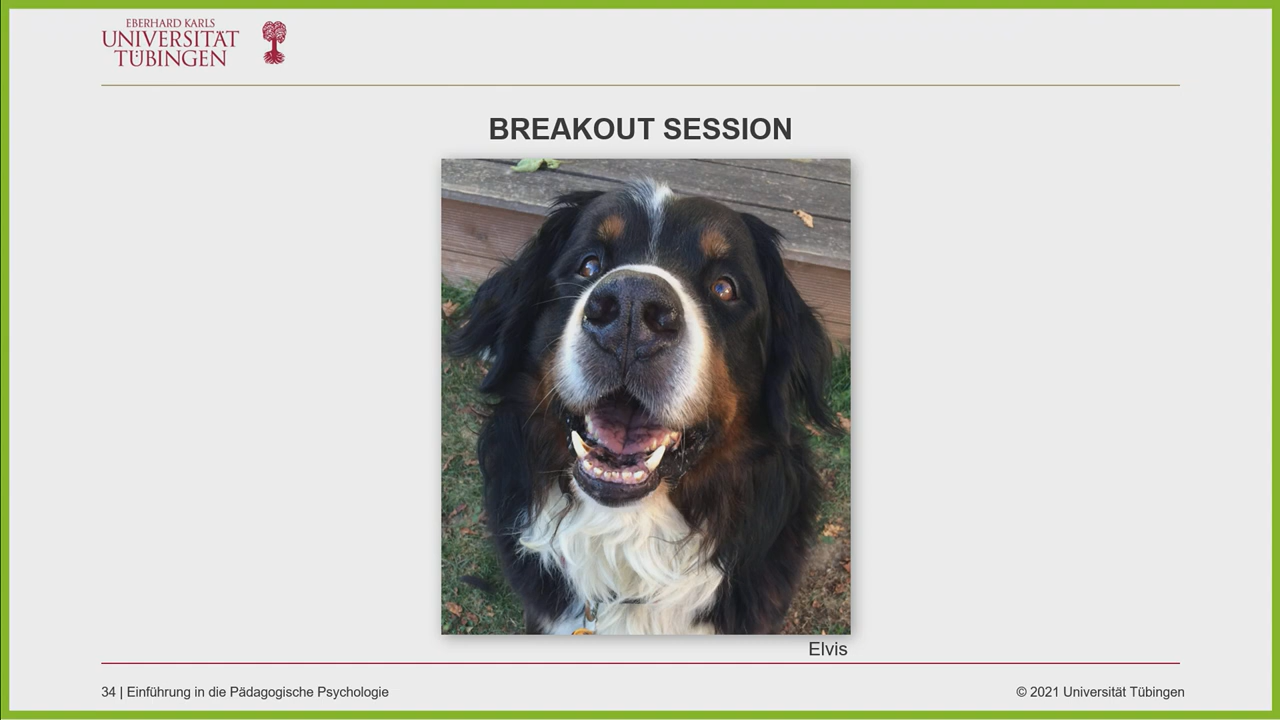 EBERHARD KARLS
UNIVERSITÄT
TÜBINGEN
BREAKOUT SESSION
Elvis
34 | Einführung in die Pädagogische Psychologie
© 2021 Universität Tübingen